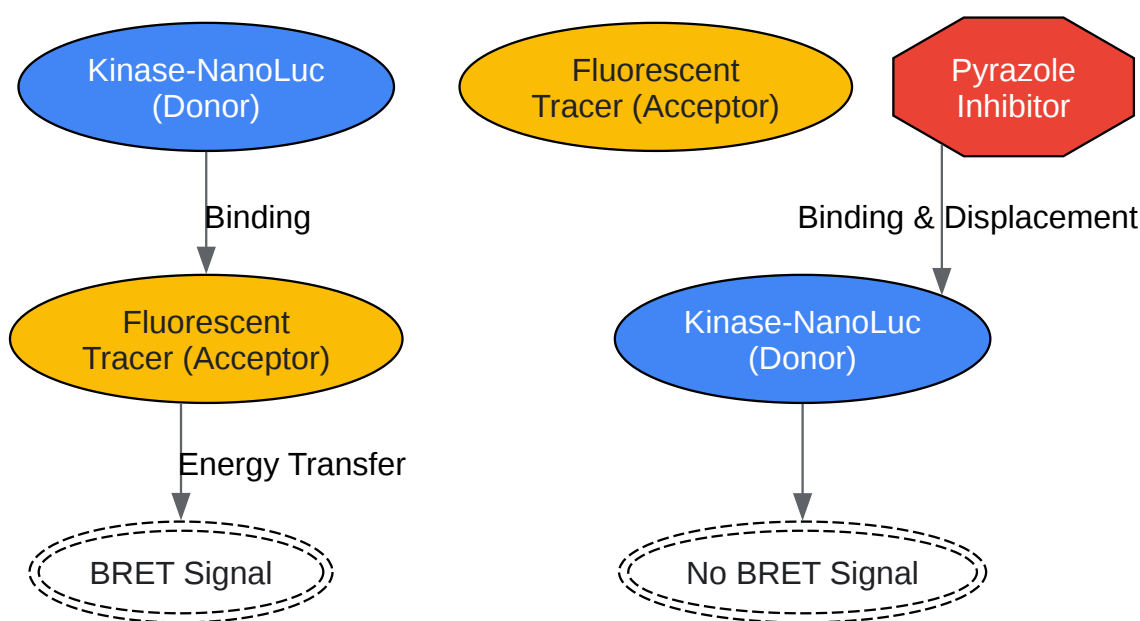 Kinase-NanoLuc
(Donor)
Binding
Fluorescent
Tracer (Acceptor)
Energy Transfer
BRET Signal
Fluorescent
Tracer (Acceptor)
Pyrazole
Inhibitor
Binding & Displacement
Kinase-NanoLuc
(Donor)
No BRET Signal